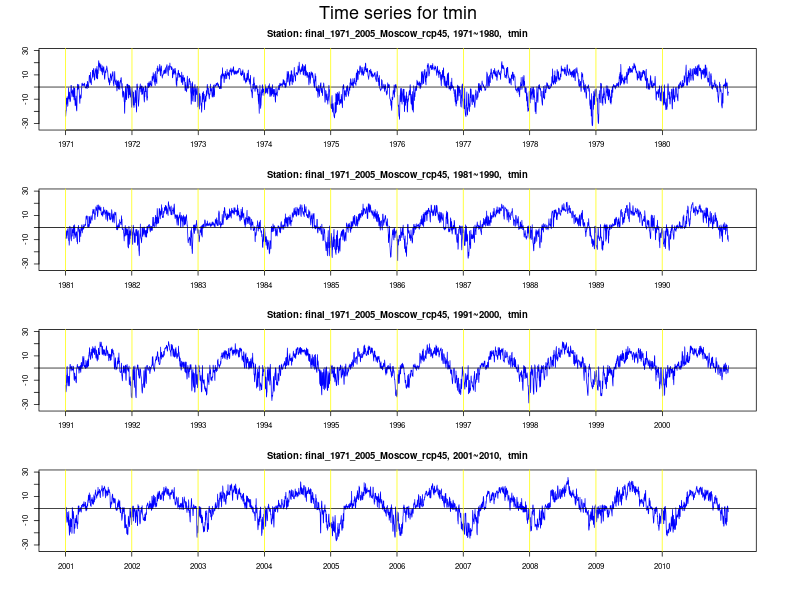 Time series for tmin
Station: final_1971_2005_Moscow_rcp45, 1971~1980, tmin
30
10
-10
-30
1971 1972 1973 1974 1975 1976 1977 1978 1979 1980
Station: final_1971_2005_Moscow_rcp45, 1981~1990, tmin
30
10
-10
-30
1981 1982 1983 1984 1985 1986 1987 1988 1989 1990
Station: final_1971_2005_Moscow_rcp45, 1991~2000, tmin
30
10
-10
-30
1991 1992 1993 1994 1995 1996 1997 1998 1999 2000
Station: final_1971_2005_Moscow_rcp45, 2001~2010, tmin
30
10
-10
-30
2001 2002 2003 2004 2005 2006 2007 2008 2009 2010